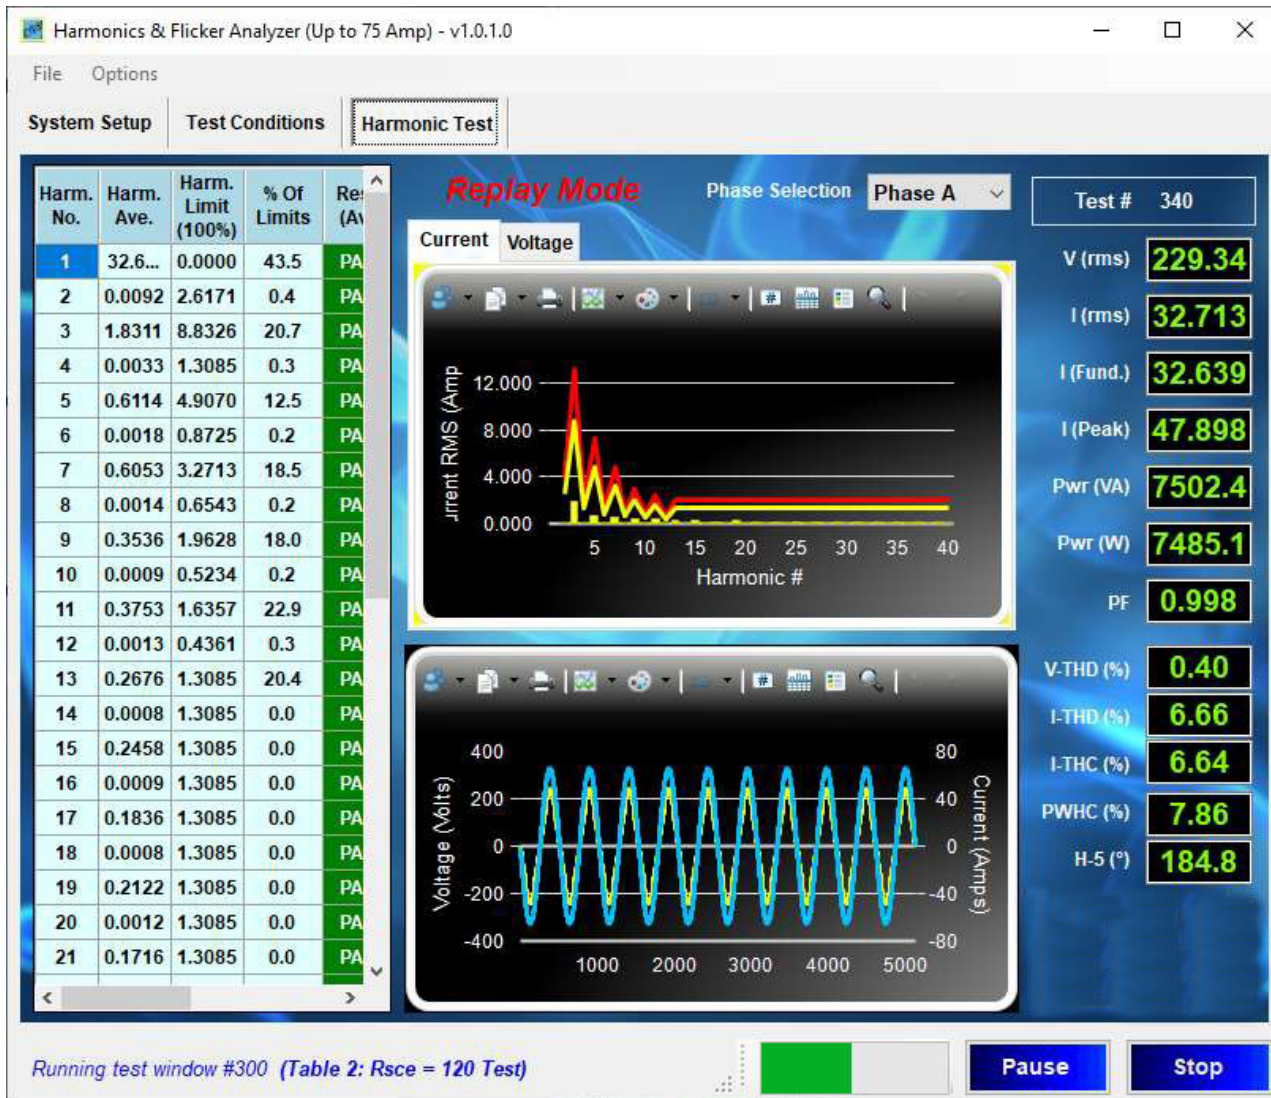 Harmonics & Flicker Analyzer (Up to 75 Amp) - v1.0.1.0
File Options
System Setup Test Conditions Harmonic Test
Harm. No. Harm. Ave. Harm. Limit (100%) % Of Limits
1 32.6... 0.0000 43.5 PA
2 0.0092 2.6171 0.4 PA
3 1.8311 8.8326 20.7 PA
4 0.0033 1.3085 0.3 PA
5 0.6114 4.9070 12.5 PA
6 0.0018 0.8725 0.2 PA
7 0.6053 3.2713 18.5 PA
8 0.0014 0.6543 0.2 PA
9 0.3536 1.9628 18.0 PA
10 0.0009 0.5234 0.2 PA
11 0.3753 1.6357 22.9 PA
12 0.0013 0.4361 0.3 PA
13 0.2676 1.3085 20.4 PA
14 0.0008 1.3085 0.0 PA
15 0.2458 1.3085 0.0 PA
16 0.0009 1.3085 0.0 PA
17 0.1836 1.3085 0.0 PA
18 0.0008 1.3085 0.0 PA
19 0.2122 1.3085 0.0 PA
20 0.0012 1.3085 0.0 PA
21 0.1716 1.3085 0.0 PA
Replay Mode
Phase Selection Phase A
Current Voltage
rrent RMS (Amp
12.000
8.000
4.000
0.000
5 10 15 20 25 30 35 40
Harmonic #
Voltage (Volts)
400
200
0
-200
-400
80
40
0
-40
-80
Current (Amps)
1000 2000 3000 4000 5000
Test # 340
V (rms) 229.34
I (rms) 32.713
I (Fund.) 32.639
I (Peak) 47.898
Pwr (VA) 7502.4
Pwr (W) 7485.1
PF 0.998
V-THD (%) 0.40
I-THD (%) 6.66
I-THC (%) 6.64
PWHC (%) 7.86
H-5 (°) 184.8
Running test window #300 (Table 2: Rsce = 120 Test)
Pause Stop